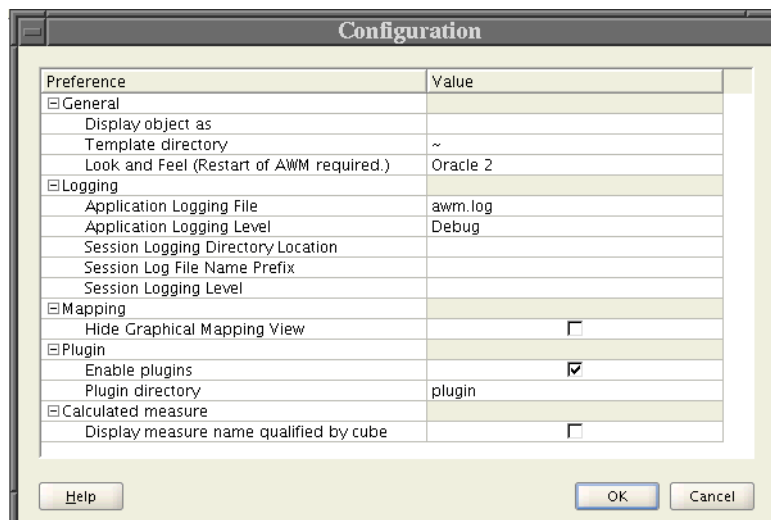 Configuration
Preference Value
General
Display object as
Template directory ~
Look and Feel (Restart of AWM required.) Oracle 2
Logging
Application Logging File awm.log
Application Logging Level Debug
Session Logging Directory Location
Session Log File Name Prefix
Session Logging Level
Mapping
Hide Graphical Mapping View
Plugin
Enable plugins
Plugin directory plugin
Calculated measure
Display measure name qualified by cube
Help OK Cancel